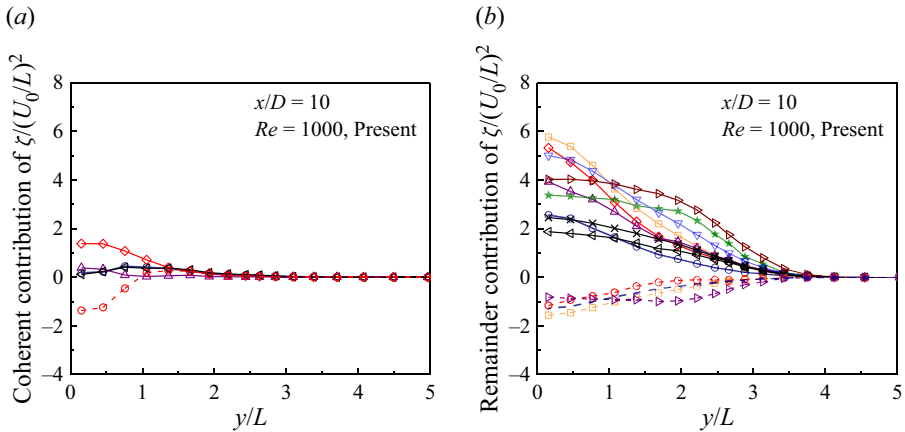 (a)
Coherent contribution of ζ/(U₀/L)²
8
6
4
2
0
–2
–4
x/D = 10
Re = 1000, Present
0 1 2 3 4 5
y/L
(b)
Remainder contribution of ζ/(U₀/L)²
8
6
4
2
0
–2
–4
x/D = 10
Re = 1000, Present
0 1 2 3 4 5
y/L